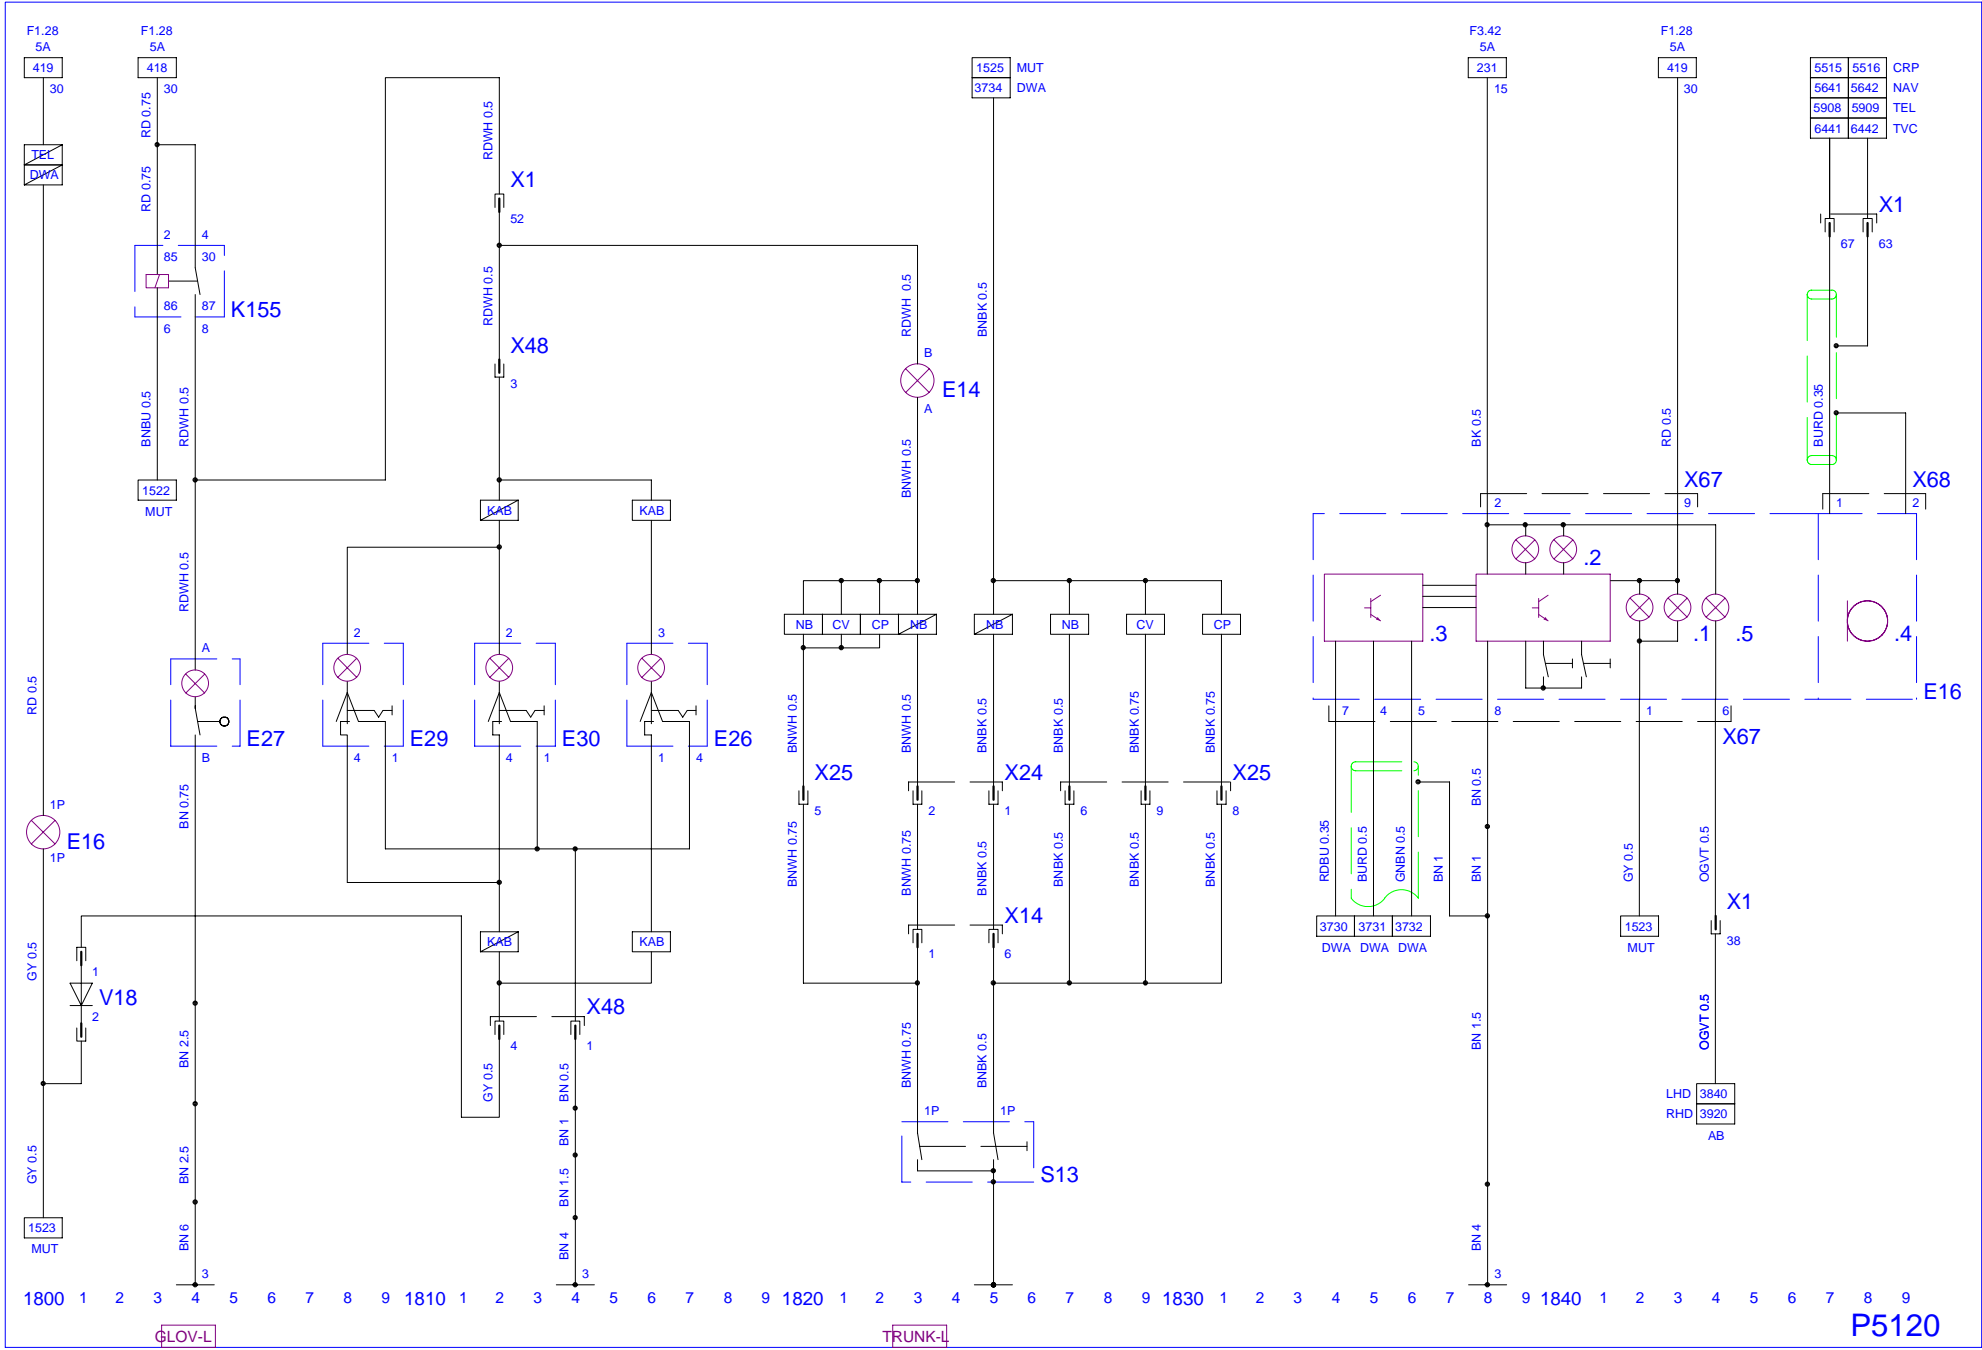 F1.28 F1.28 F3.42 F1.28
5A 5A 5A 5A
419 418 1525 MUT 231 419 5515 5516 CRP
30 30 3734 DWA 15 30 5641 5642 NAV
5908 5909 TEL
6441 6442 TVC
RD 0.75
RDWH 0.5
TEL
DWA
RD 0.75
X1
52
X1
67 63
2 4
85 30
86 87
K155
6 8
RDWH 0.5
RDWH 0.5
BNBK 0.5
X48
3
B
E14
A
BNBU 0.5
RDWH 0.5
BNWH 0.5
BK 0.5
RD 0.5
BURD 0.35
1522
MUT
KAB KAB
X67
2 9
X68
1 2
RDWH 0.5
.2
NB CV CP NB NB NB CV CP
.3 .1 .5 .4
A
2 2 3
E27 E29 E30 E26
B
4 1 4 1 1 4
E16
7 4 5 8 1 6
X67
RD 0.5
BN 0.75
BNWH 0.5
BNWH 0.5
BNBK 0.5
BNBK 0.5
BNBK 0.75
BNBK 0.75
X25 X24 X25
5 2 1 6 9 8
BN 0.5
1P
E16
1P
BNWH 0.75
BNWH 0.75
BNBK 0.5
BNBK 0.5
BNBK 0.5
BNBK 0.5
RDBU 0.35
BURD 0.5
GNBN 0.5
BN 1
BN 1
GY 0.5
OGVT 0.5
KAB KAB
X14
1 6
3730 3731 3732
DWA DWA DWA
1523
MUT
X1
38
GY 0.5
1
V18
2
X48
4 1
BN 2.5
GY 0.5
BN 0.5
BNWH 0.75
BNBK 0.5
BN 1.5
OGVT 0.5
LHD 3840
RHD 3920
AB
1P 1P
S13
GY 0.5
BN 2.5
BN 1
BN 1.5
1523
MUT
BN 6
BN 4
BN 4
3 3 3
1800 1 2 3 4 5 6 7 8 9 1810 1 2 3 4 5 6 7 8 9 1820 1 2 3 4 5 6 7 8 9 1830 1 2 3 4 5 6 7 8 9 1840 1 2 3 4 5 6 7 8 9
GLOV-L TRUNK-L P5120